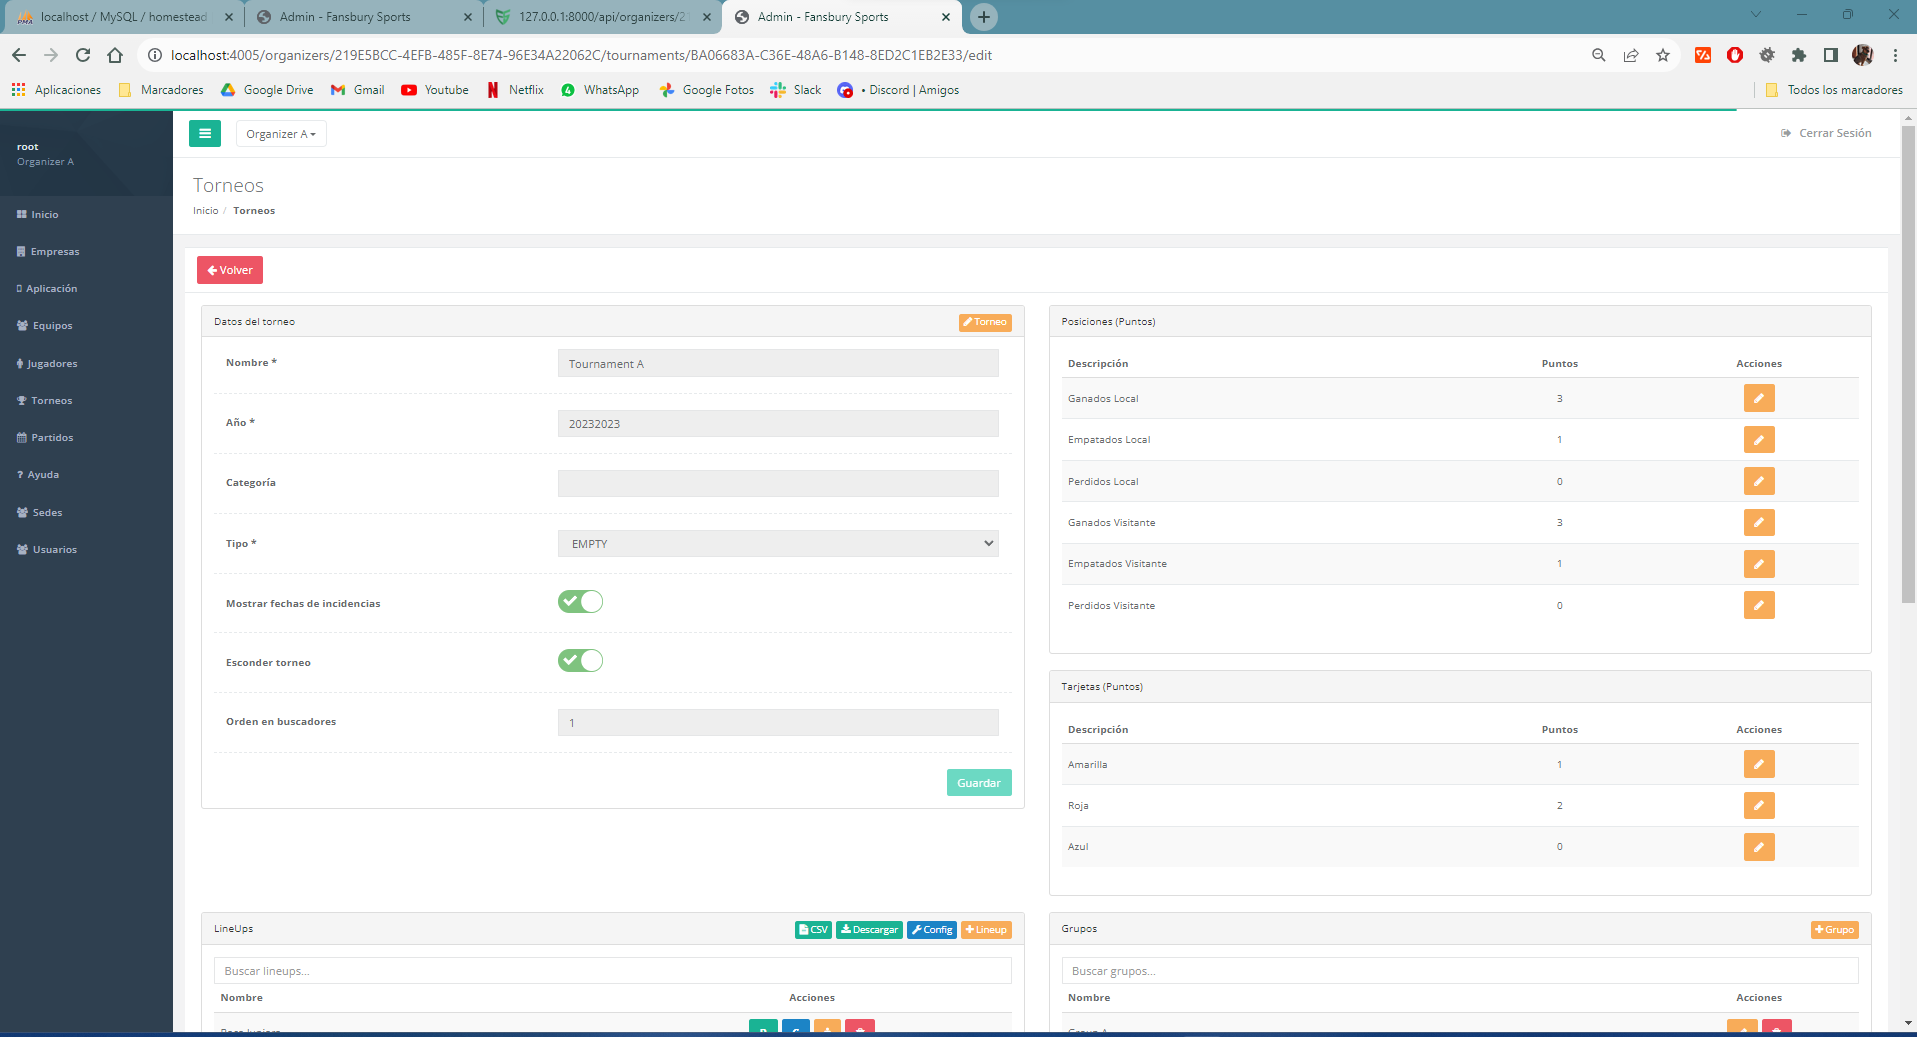 localhost / MySQL / homestead
Admin - Fansbury Sports
127.0.0.1:8000/api/organizers/21
Admin - Fansbury Sports
localhost:4005/organizers/219E5BCC-4EFB-485F-8E74-96E34A22062C/tournaments/BA06683A-C36E-48A6-B148-8ED2C1EB2E33/edit
Aplicaciones
Marcadores
Google Drive
Gmail
Youtube
Netflix
WhatsApp
Google Fotos
Slack
• Discord | Amigos
Todos los marcadores
root
Organizer A
Inicio
Empresas
Aplicación
Equipos
Jugadores
Torneos
Partidos
? Ayuda
Sedes
Usuarios
Organizer A
Cerrar Sesión
Torneos
Inicio / Torneos
Volver
Datos del torneo
Torneo
Nombre *
Tournament A
Año *
20232023
Categoría
Tipo *
EMPTY
Mostrar fechas de incidencias
Esconder torneo
Orden en buscadores
1
Guardar
Posiciones (Puntos)
Descripción Puntos Acciones
Ganados Local 3
Empatados Local 1
Perdidos Local 0
Ganados Visitante 3
Empatados Visitante 1
Perdidos Visitante 0
Tarjetas (Puntos)
Descripción Puntos Acciones
Amarilla 1
Roja 2
Azul 0
LineUps
CSV
Descargar
Config
+ Lineup
Buscar lineups...
Nombre Acciones
Grupos
+ Grupo
Buscar grupos...
Nombre Acciones
Group A